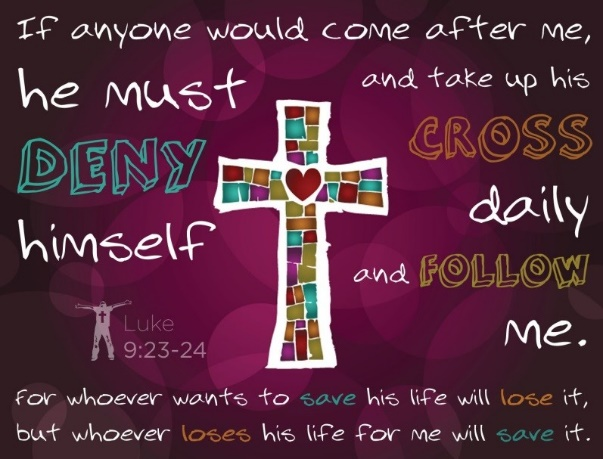 If anyone would come after me,
he must
DENY
himself
and take up his
CROSS
daily
and FOLLOW
me.
Luke
9:23-24
For whoever wants to save his life will lose it,
but whoever loses his life for me will save it.